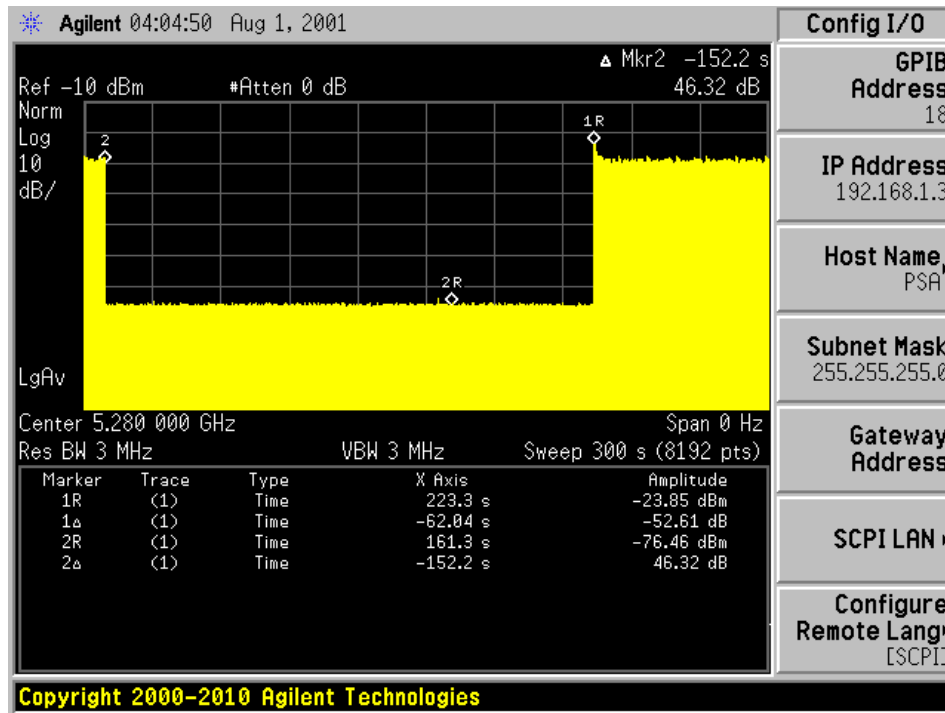 Agilent 04:04:50 Aug 1, 2001
Δ Mkr2 -152.2 s
Ref -10 dBm #Atten 0 dB 46.32 dB
Norm
Log
10
dB/
1R
2
2R
LgAv
Center 5.280 000 GHz Span 0 Hz
Res BW 3 MHz VBW 3 MHz Sweep 300 s (8192 pts)
Marker Trace Type X Axis Amplitude
1R (1) Time 223.3 s -23.85 dBm
1Δ (1) Time -62.04 s -52.61 dB
2R (1) Time 161.3 s -76.46 dBm
2Δ (1) Time -152.2 s 46.32 dB
Config I/O
GPIB
Address
18
IP Address
192.168.1.3
Host Name,
PSA
Subnet Mask
255.255.255.0
Gateway
Address
SCPI LAN
Configure
Remote Lang
[SCPI]
Copyright 2000-2010 Agilent Technologies